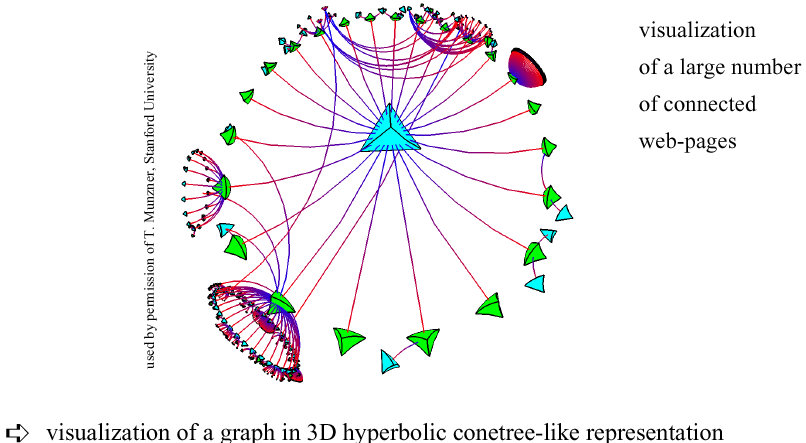 visualization
of a large number
of connected
web-pages
used by permission of T. Munzner, Stanford University
visualization of a graph in 3D hyperbolic conetree-like representation